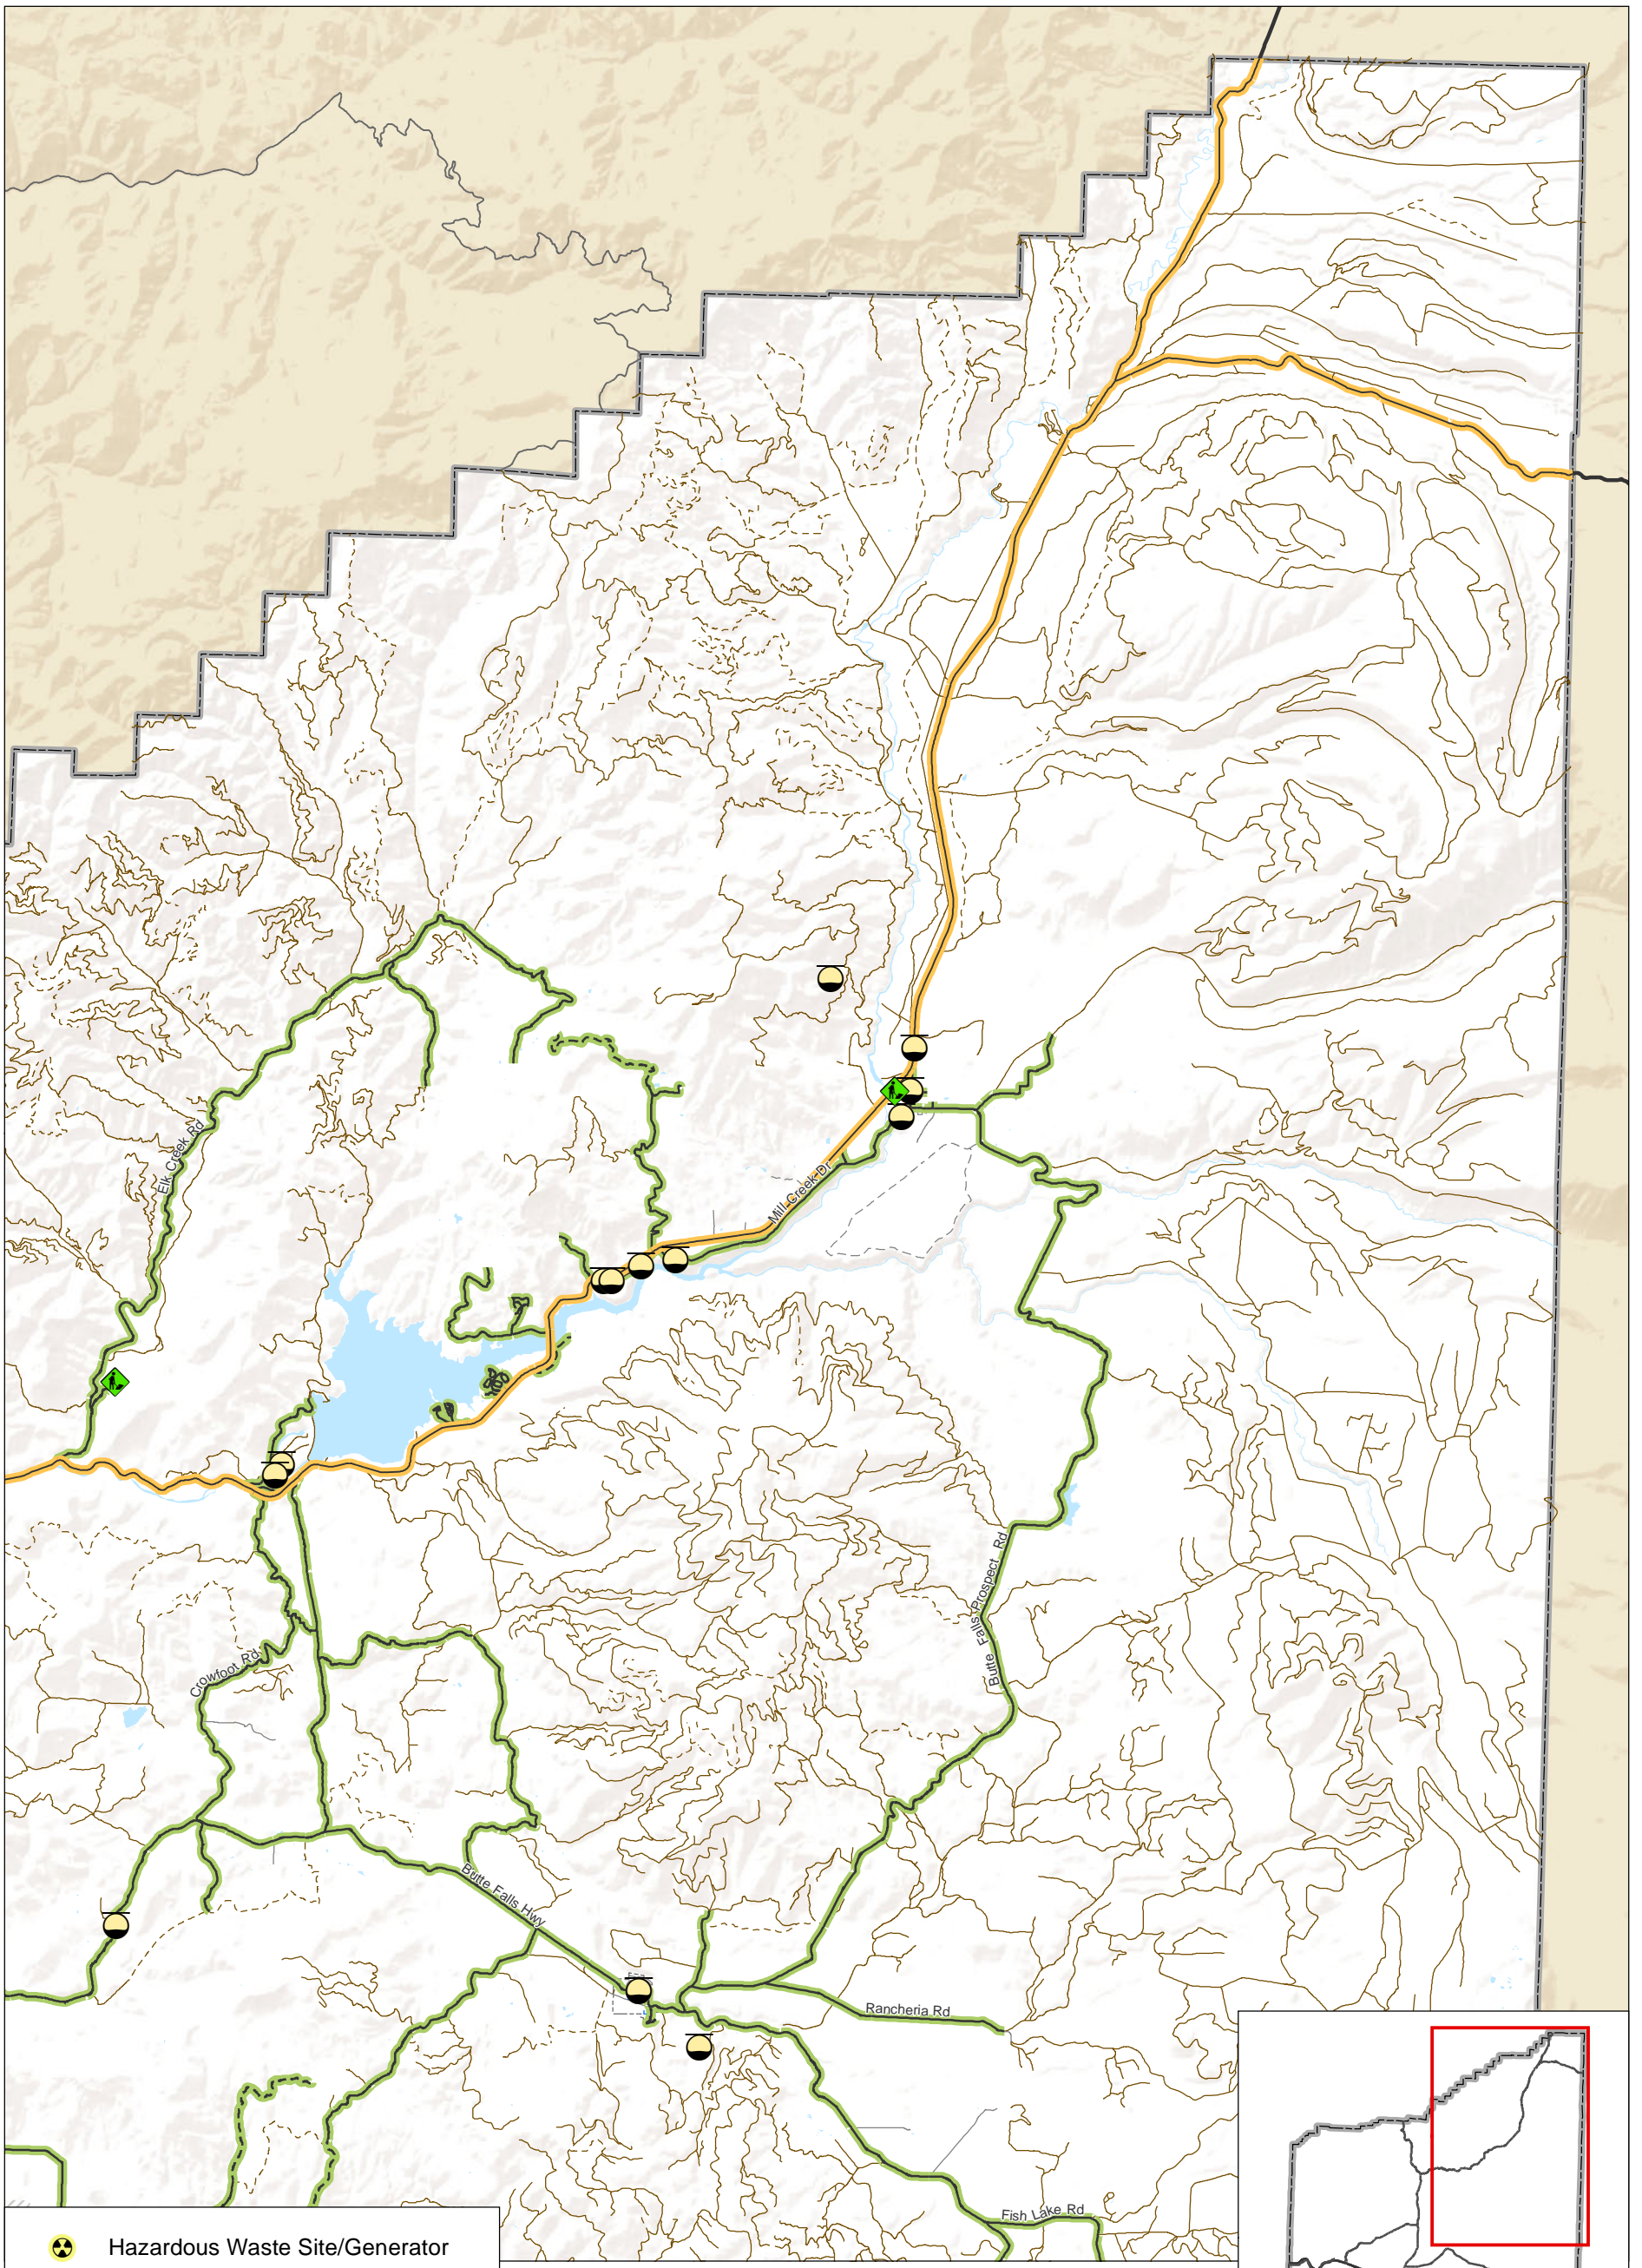 Elk Creek Rd
Mill Creek Dr
Butte Falls Prospect Rd
Crowfoot Rd
Butte Falls Hwy
Rancheria Rd
Fish Lake Rd
Hazardous Waste Site/Generator